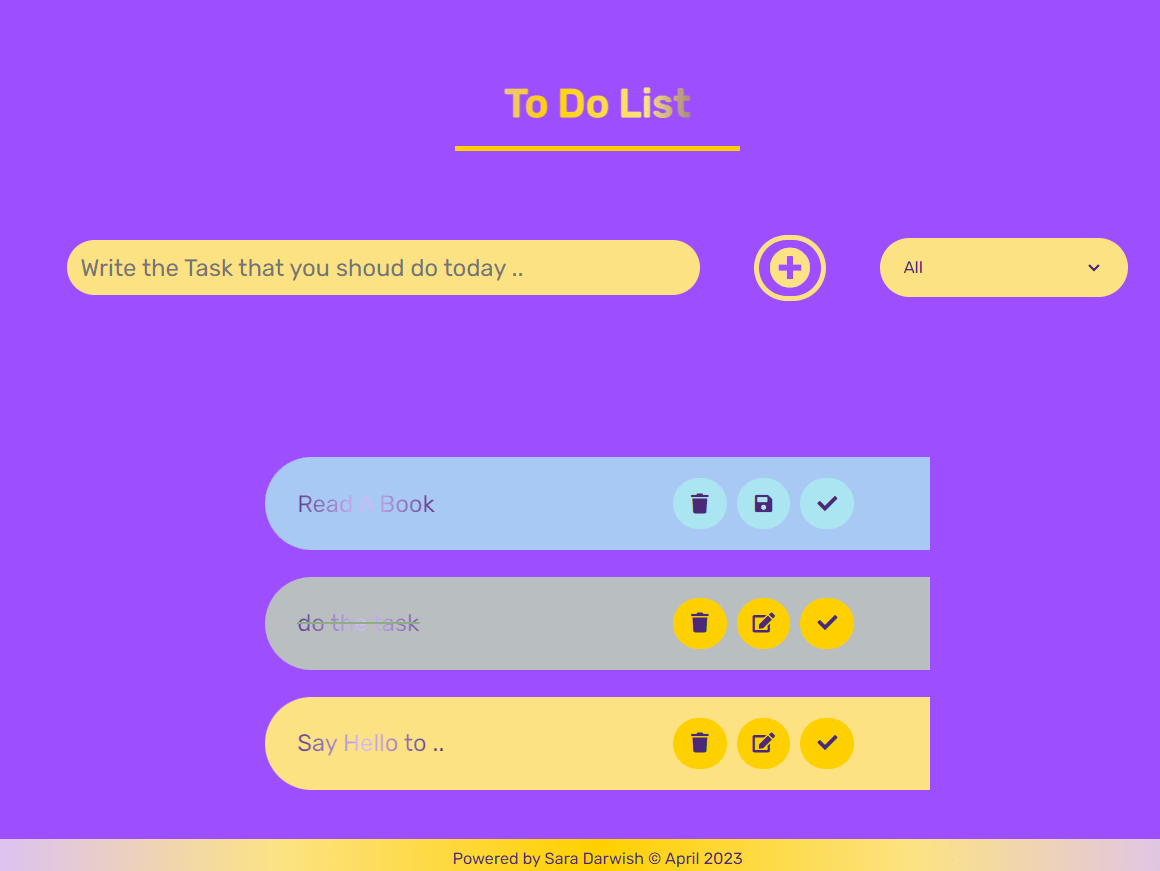 To Do List
Write the Task that you shoud do today ..
All
Read A Book
do the task
Say Hello to ..
Powered by Sara Darwish © April 2023